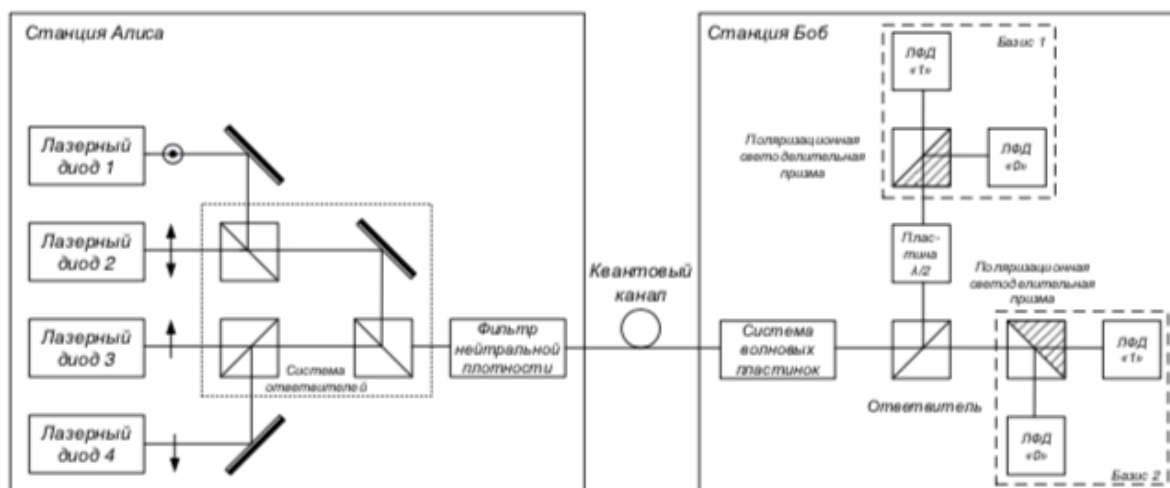 Станция Алиса
Лазерный
диод 1
Лазерный
диод 2
Лазерный
диод 3
Лазерный
диод 4
Система
ответвителей
Фильтр
нейтральной
плотности
Квантовый
канал
Станция Боб
Система
волновых
пластинок
Ответвитель
Плас-
тина
λ/2
Поляризационная
светоделительная
призма
Базис 1
ЛФД
«1»
ЛФД
«0»
Поляризационная
светоделительная
призма
ЛФД
«1»
ЛФД
«0»
Базис 2